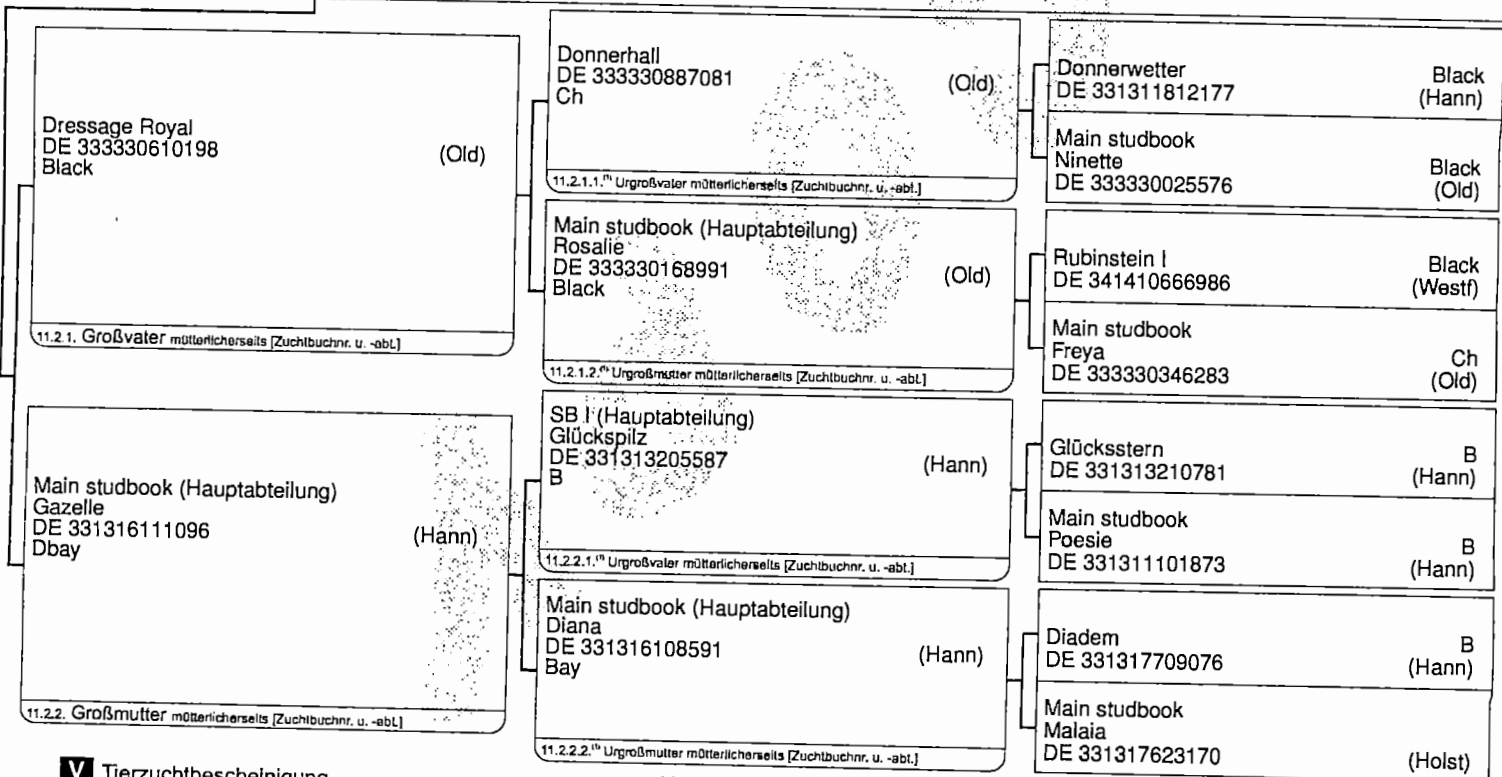 Dressage Royal
DE 333330610198 (Old)
Black
11.2.1. Großvater mütterlicherseits [Zuchtbuchnr. u. -abt.]
Main studbook (Hauptabteilung)
Gazelle
DE 331316111096 (Hann)
Dbay
11.2.2. Großmutter mütterlicherseits [Zuchtbuchnr. u. -abt.]
Donnerhall
DE 333330887081 (Old)
Ch
11.2.1.1.⁽¹⁾ Urgroßvater mütterlicherseits [Zuchtbuchnr. u. -abt.]
Main studbook (Hauptabteilung)
Rosalie
DE 333330168991 (Old)
Black
11.2.1.2.⁽¹⁾ Urgroßmutter mütterlicherseits [Zuchtbuchnr. u. -abt.]
SB I (Hauptabteilung)
Glückspilz
DE 331313205587 (Hann)
B
11.2.2.1.⁽¹⁾ Urgroßvater mütterlicherseits [Zuchtbuchnr. u. -abt.]
Main studbook (Hauptabteilung)
Diana
DE 331316108591 (Hann)
Bay
11.2.2.2.⁽¹⁾ Urgroßmutter mütterlicherseits [Zuchtbuchnr. u. -abt.]
Donnerwetter Black
DE 331311812177 (Hann)
Main studbook
Ninette Black
DE 333330025576 (Old)
Rubinstein I Black
DE 341410666986 (Westf)
Main studbook
Freya Ch
DE 333330346283 (Old)
Glücksstern B
DE 331313210781 (Hann)
Main studbook
Poesie B
DE 331311101873 (Hann)
Diadem B
DE 331317709076 (Hann)
Main studbook
Malaia
DE 331317623170 (Holst)
V Tierzuchtbescheinigung